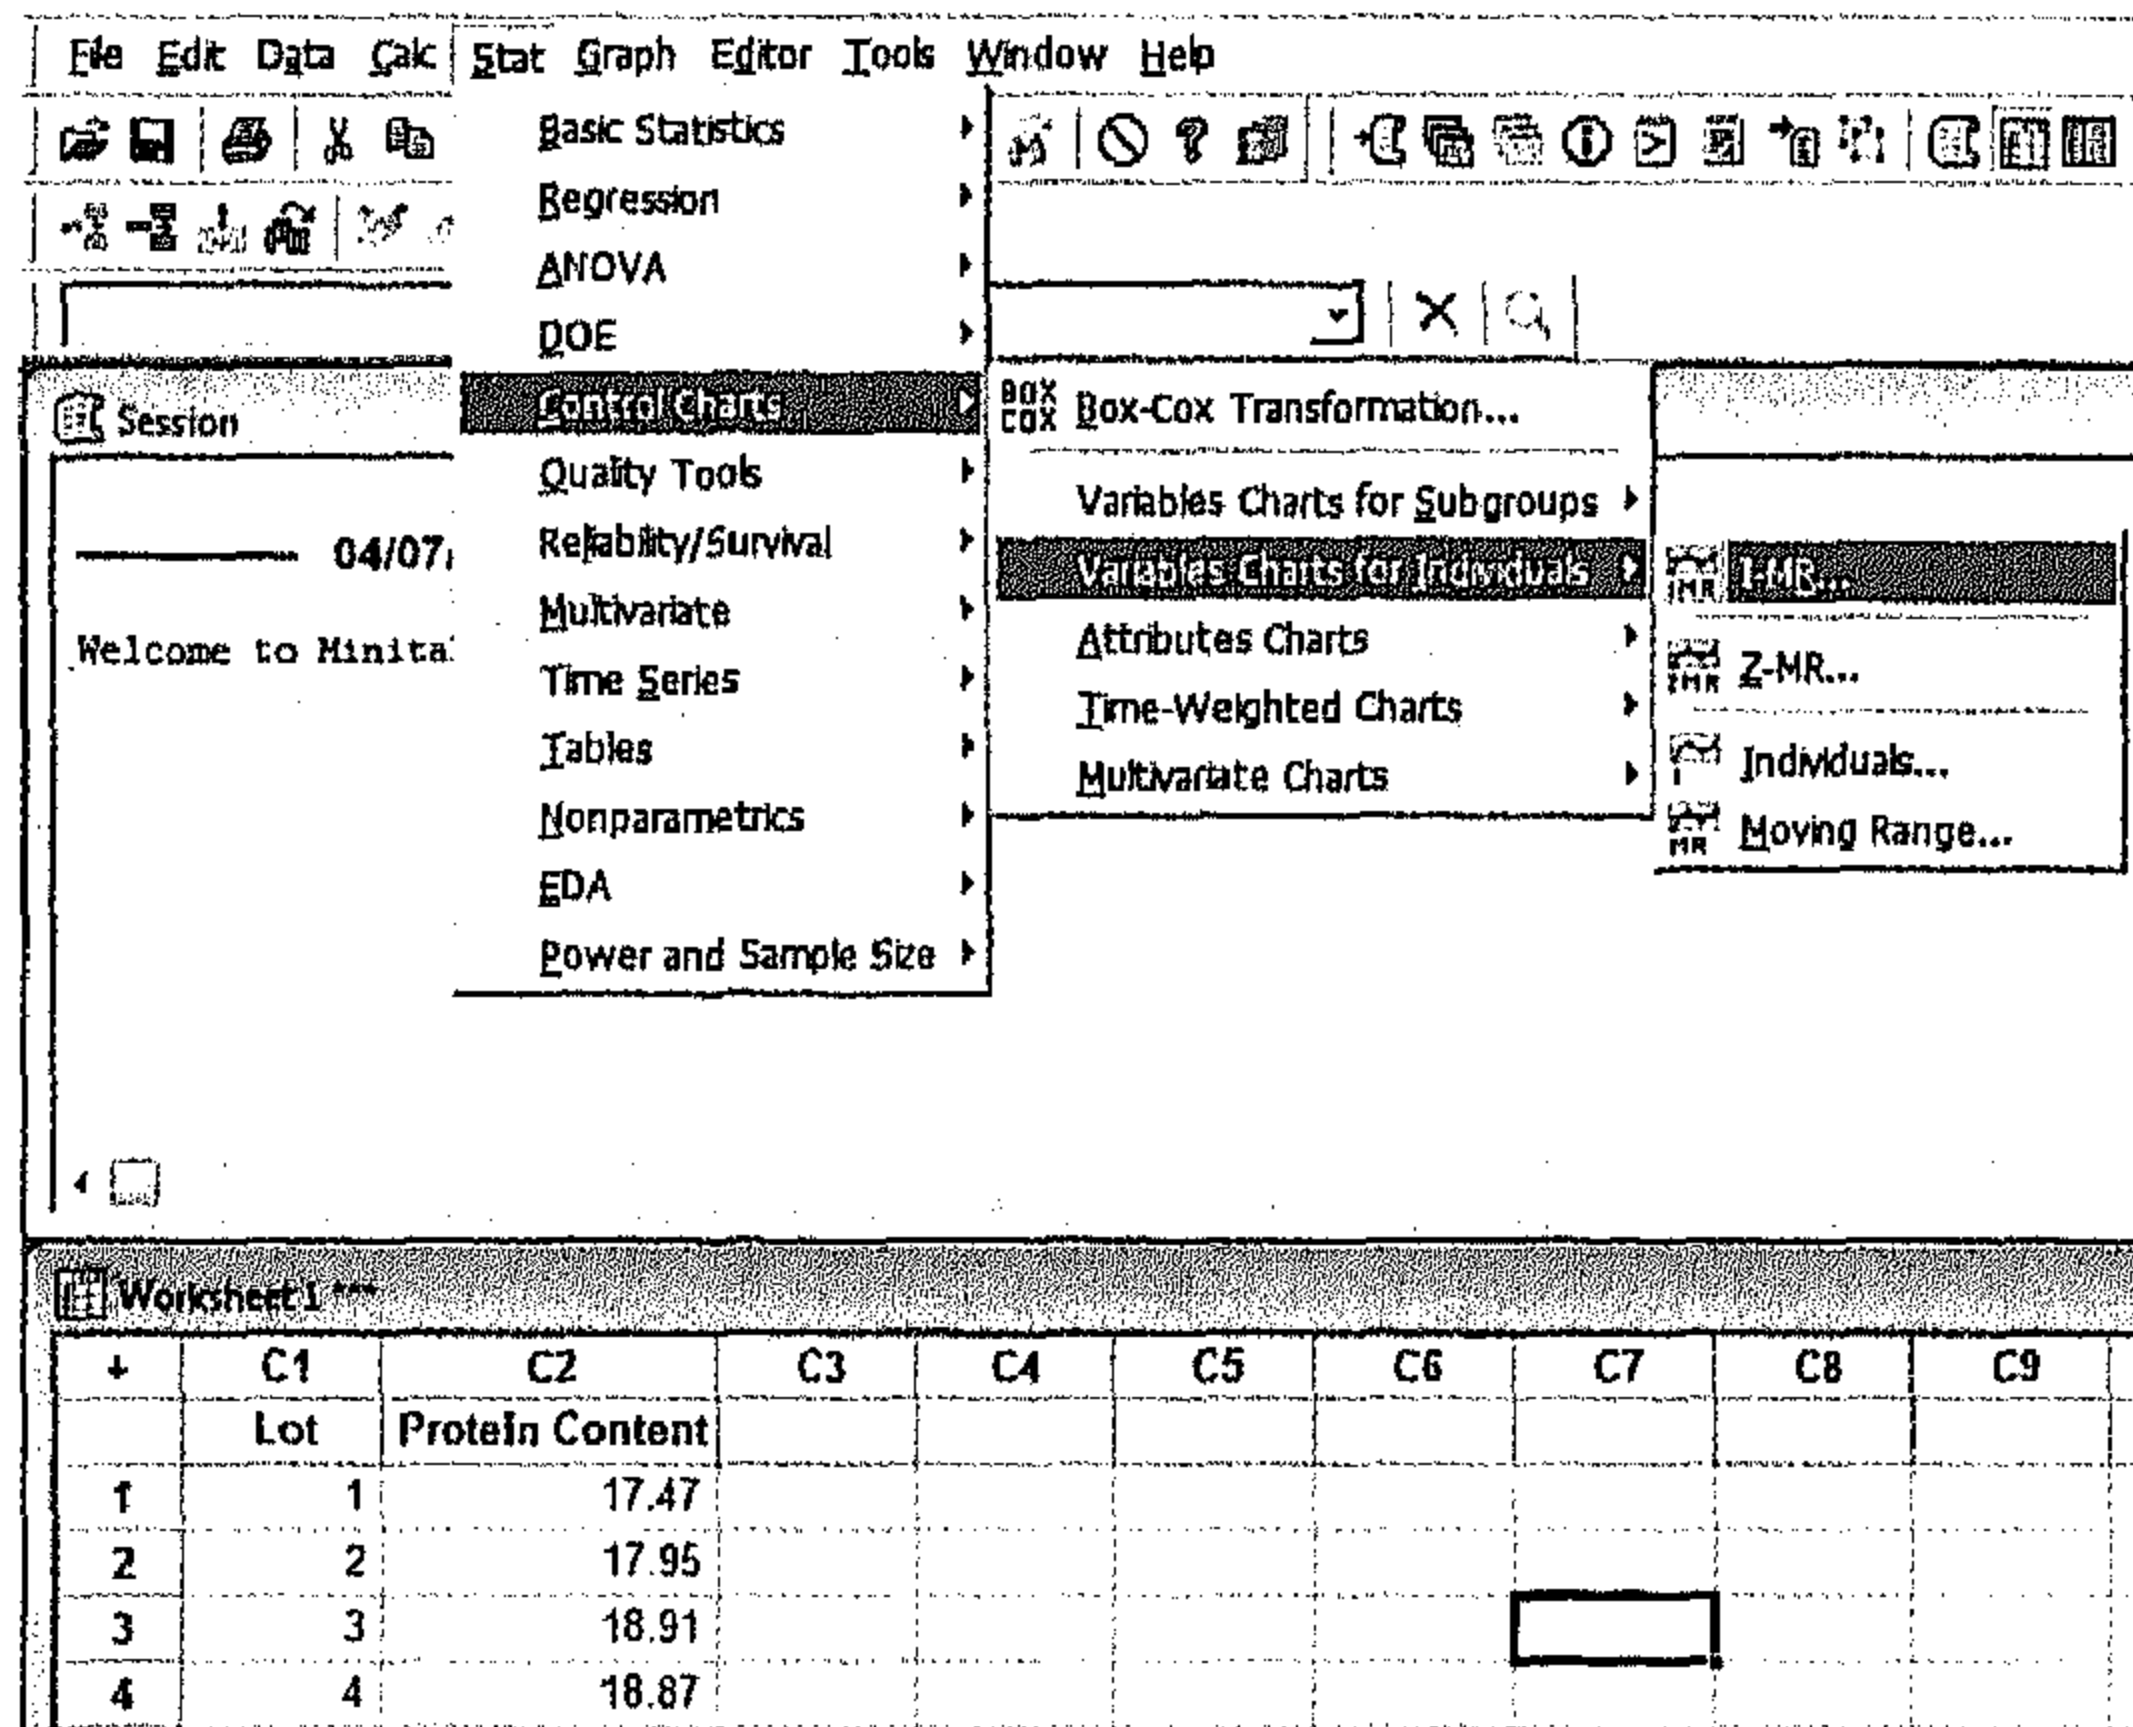 File Edit Data Calc Stat Graph Editor Tools Window Help
Basic Statistics
Regression
ANOVA
DOE
Control Charts
Quality Tools
Reliability/Survival
Multivariate
Time Series
Tables
Nonparametrics
EDA
Power and Sample Size
BOX COX Box-Cox Transformation...
Variables Charts for Subgroups
Variables Charts for Individuals
Attributes Charts
Time-Weighted Charts
Multivariate Charts
I-MR...
Z-MR...
Individuals...
MR Moving Range...
Session
04/07/
Welcome to Minita
Worksheet 1 ***
C1 C2 C3 C4 C5 C6 C7 C8 C9
Lot Protein Content
1 1 17.47
2 2 17.95
3 3 18.91
4 4 18.87